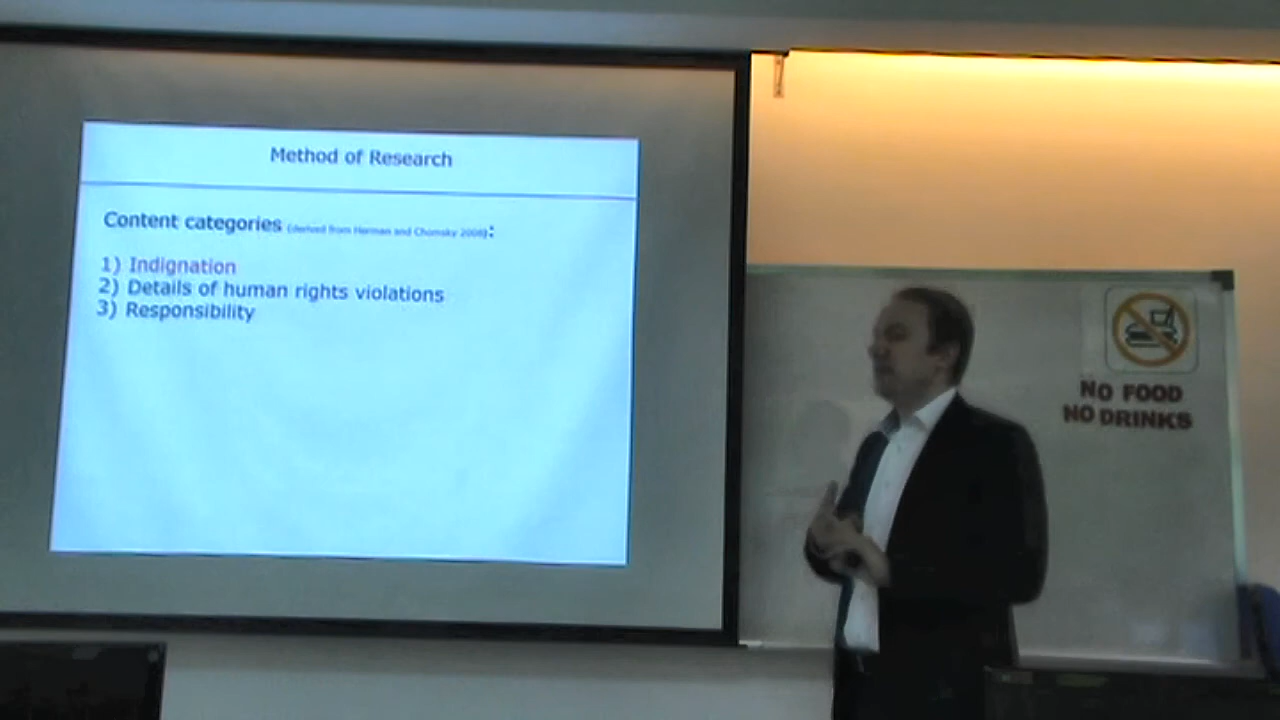 Method of Research
Content categories (derived from Herman and Chomsky 2008):
1) Indignation
2) Details of human rights violations
3) Responsibility
NO FOOD
NO DRINKS